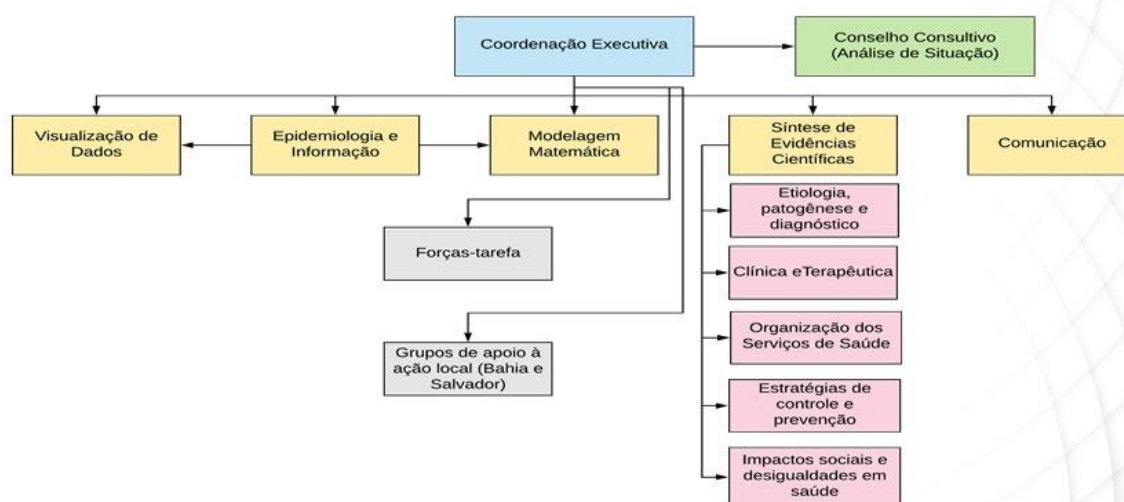 Coordenação Executiva
Conselho Consultivo
(Análise de Situação)
Visualização de
Dados
Epidemiologia e
Informação
Modelagem
Matemática
Síntese de
Evidências
Científicas
Comunicação
Etiologia,
patogênese e
diagnóstico
Forças-tarefa
Clínica eTerapêutica
Organização dos
Serviços de Saúde
Grupos de apoio à
ação local (Bahia e
Salvador)
Estratégias de
controle e
prevenção
Impactos sociais e
desigualdades em
saúde